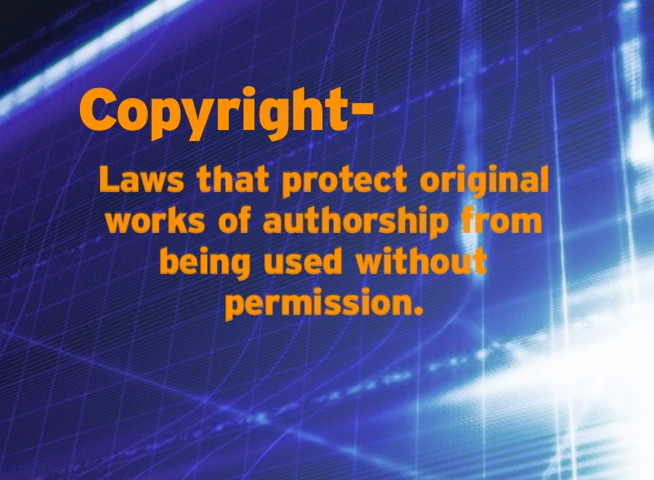 Copyright-
Laws that protect original
works of authorship from
being used without
permission.